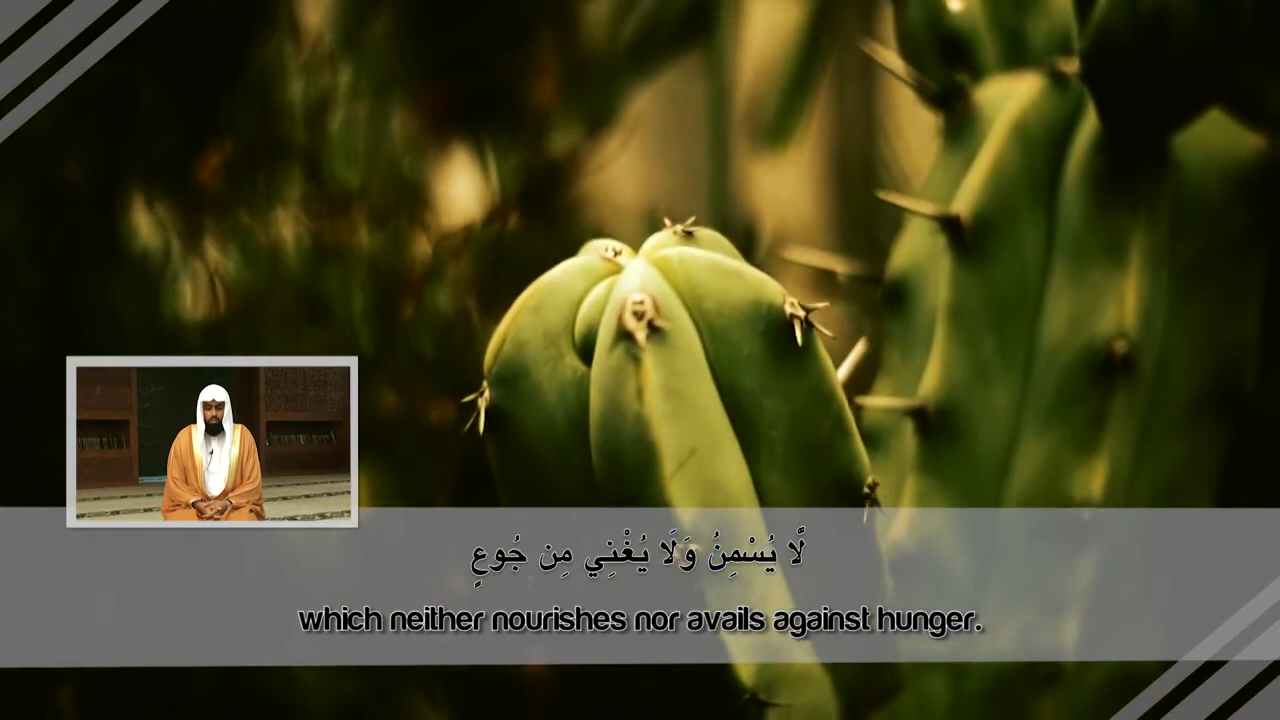 لَّا يُسْمِنُ وَلَا يُغْنِي مِن جُوعٍ
which neither nourishes nor avails against hunger.